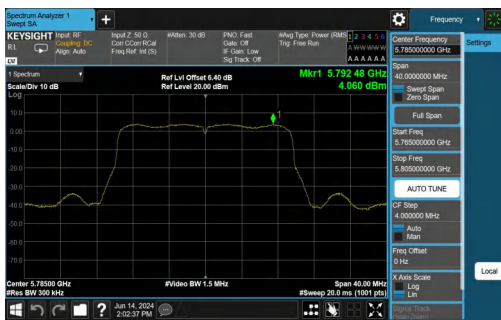 Spectrum Analyzer 1
Swept SA
Frequency
KEYSIGHT
Input: RF
Input Z: 50 Ω
#Atten: 30 dB
PNO: Fast
#Avg Type: Power (RMS
1 2 3 4 5 6
RL
Coupling: DC
Corr CCorr RCal
Gate: Off
Trig: Free Run
Align: Auto
Freq Ref: Int (S)
IF Gain: Low
A W W W W W
Sig Track: Off
A A A A A A
LVI
1 Spectrum
Ref Lvl Offset 6.40 dB
Mkr1 5.792 48 GHz
Scale/Div 10 dB
Ref Level 20.00 dBm
4.060 dBm
Log
10.0
0.00
-10.0
-20.0
-30.0
-40.0
-50.0
-60.0
-70.0
1
Center 5.78500 GHz
#Video BW 1.5 MHz
Span 40.00 MHz
#Res BW 300 kHz
#Sweep 20.0 ms (1001 pts)
Jun 14, 2024
2:02:37 PM
?
Center Frequency
5.785000000 GHz
Settings
Span
40.0000000 MHz
Swept Span
Zero Span
Full Span
Start Freq
5.765000000 GHz
Stop Freq
5.805000000 GHz
AUTO TUNE
CF Step
4.000000 MHz
Auto
Man
Freq Offset
0 Hz
X Axis Scale
Log
Lin
Local
Signal Track